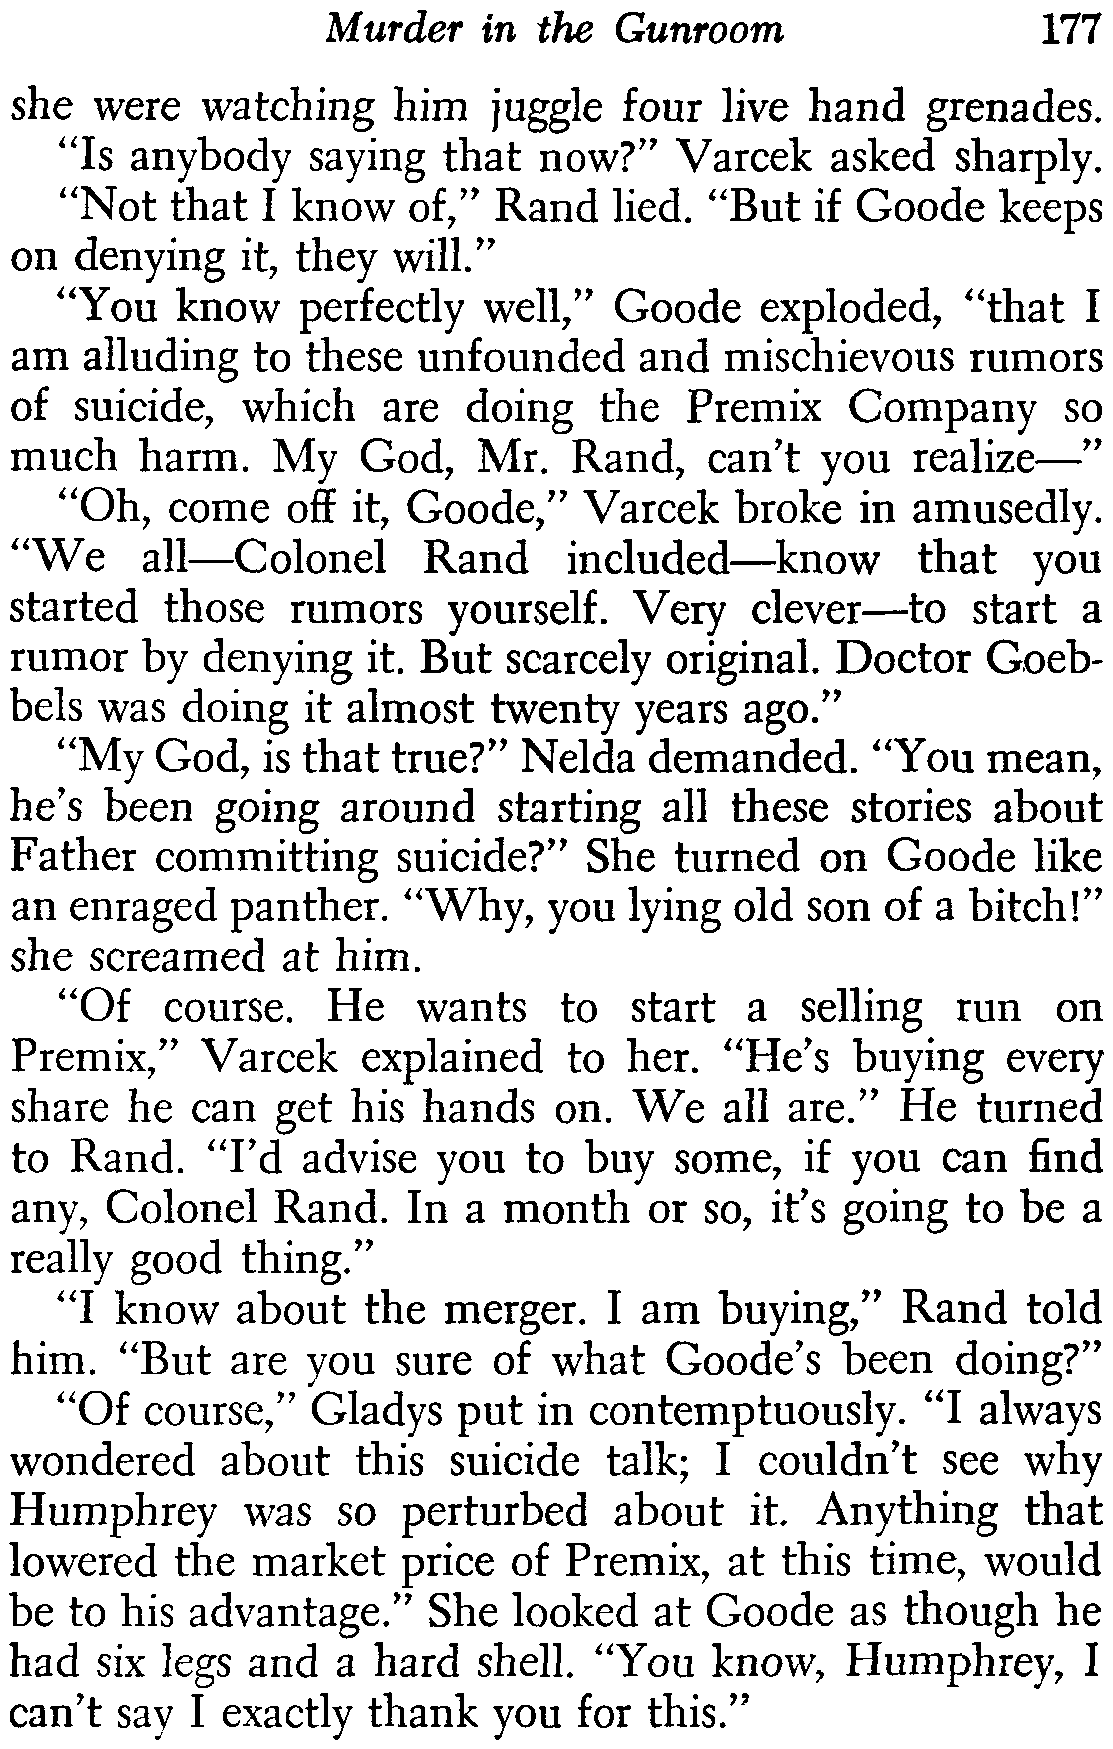 Murder in the Gunroom 177
she were watching him juggle four live hand grenades.
“Is anybody saying that now?” Varcek asked sharply.
“Not that I know of,” Rand lied. “But if Goode keeps
on denying it, they will.”
“You know perfectly well,” Goode exploded, “that I
am alluding to these unfounded and mischievous rumors
of suicide, which are doing the Premix Company so
much harm. My God, Mr. Rand, can’t you realize—”
“Oh, come off it, Goode,” Varcek broke in amusedly.
“We all—Colonel Rand included—know that you
started those rumors yourself. Very clever—to start a
rumor by denying it. But scarcely original. Doctor Goeb-
bels was doing it almost twenty years ago.”
“My God, is that true?” Nelda demanded. “You mean,
he’s been going around starting all these stories about
Father committing suicide?” She turned on Goode like
an enraged panther. “Why, you lying old son of a bitch!”
she screamed at him.
“Of course. He wants to start a selling run on
Premix,” Varcek explained to her. “He’s buying every
share he can get his hands on. We all are.” He turned
to Rand. “I’d advise you to buy some, if you can find
any, Colonel Rand. In a month or so, it’s going to be a
really good thing.”
“I know about the merger. I am buying,” Rand told
him. “But are you sure of what Goode’s been doing?”
“Of course,” Gladys put in contemptuously. “I always
wondered about this suicide talk; I couldn’t see why
Humphrey was so perturbed about it. Anything that
lowered the market price of Premix, at this time, would
be to his advantage.” She looked at Goode as though he
had six legs and a hard shell. “You know, Humphrey, I
can’t say I exactly thank you for this.”